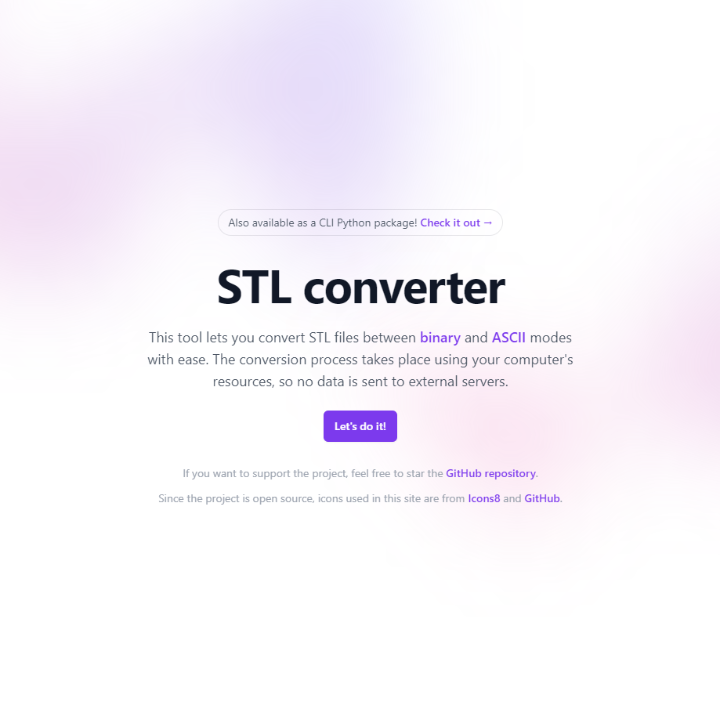 Also available as a CLI Python package! Check it out →
STL converter
This tool lets you convert STL files between binary and ASCII modes
with ease. The conversion process takes place using your computer's
resources, so no data is sent to external servers.
Let's do it!
If you want to support the project, feel free to star the GitHub repository.
Since the project is open source, icons used in this site are from Icons8 and GitHub.